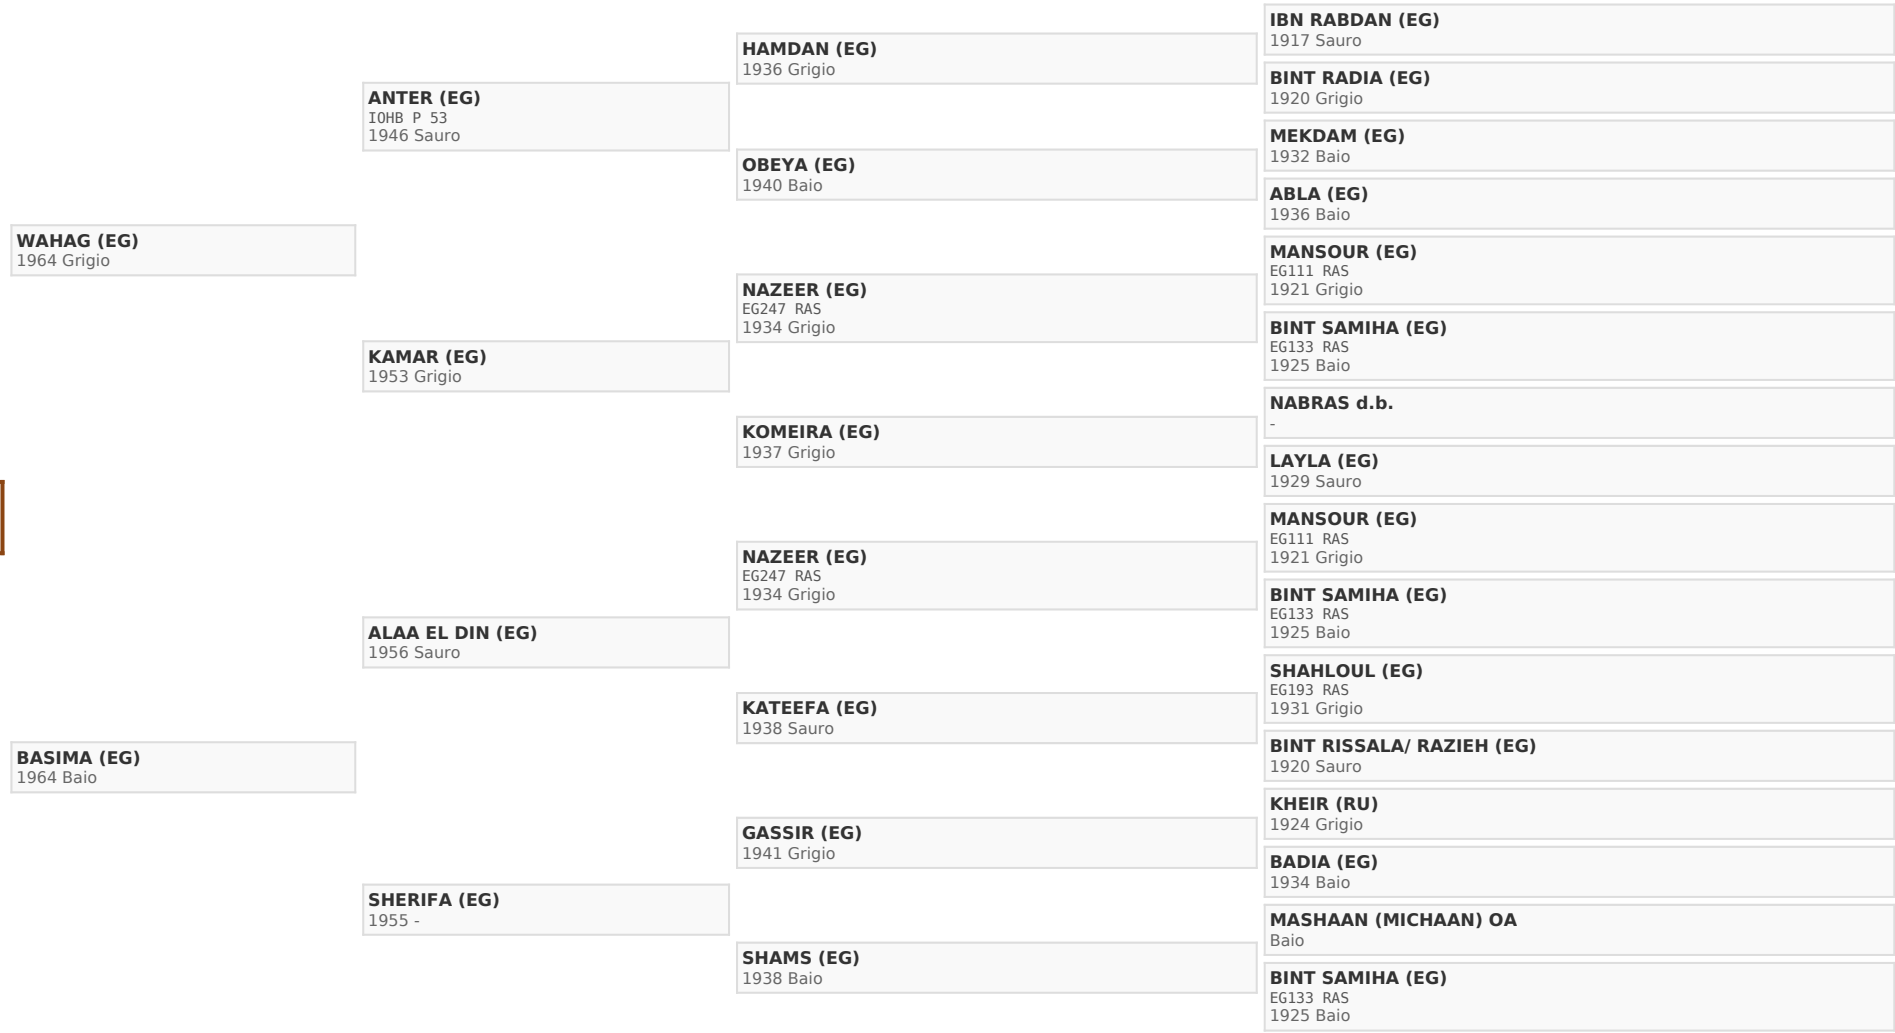 WAHAG (EG)
1964 Grigio
BASIMA (EG)
1964 Baio
ANTER (EG)
IOHB P 53
1946 Sauro
KAMAR (EG)
1953 Grigio
ALAA EL DIN (EG)
1956 Sauro
SHERIFA (EG)
1955 -
HAMDAN (EG)
1936 Grigio
OBEYA (EG)
1940 Baio
NAZEER (EG)
EG247 RAS
1934 Grigio
KOMEIRA (EG)
1937 Grigio
NAZEER (EG)
EG247 RAS
1934 Grigio
KATEEFA (EG)
1938 Sauro
GASSIR (EG)
1941 Grigio
SHAMS (EG)
1938 Baio
IBN RABDAN (EG)
1917 Sauro
BINT RADIA (EG)
1920 Grigio
MEKDAM (EG)
1932 Baio
ABLA (EG)
1936 Baio
MANSOUR (EG)
EG111 RAS
1921 Grigio
BINT SAMIHA (EG)
EG133 RAS
1925 Baio
NABRAS d.b.
-
LAYLA (EG)
1929 Sauro
MANSOUR (EG)
EG111 RAS
1921 Grigio
BINT SAMIHA (EG)
EG133 RAS
1925 Baio
SHAHLOUL (EG)
EG193 RAS
1931 Grigio
BINT RISSALA/ RAZIEH (EG)
1920 Sauro
KHEIR (RU)
1924 Grigio
BADIA (EG)
1934 Baio
MASHAAN (MICHAAN) OA
Baio
BINT SAMIHA (EG)
EG133 RAS
1925 Baio